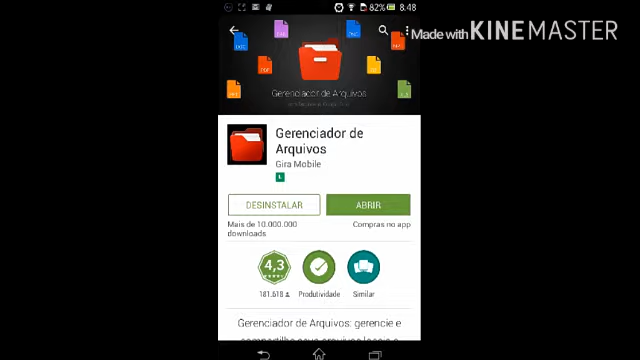 82% 8:48
Made with KINEMASTER
Gerenciador de Arquivos
Gerenciador de
Arquivos
Gira Mobile
L
DESINSTALAR
ABRIR
Mais de 10.000.000
downloads
Compras no app
4,3
181.618
Produtividade
Similar
Gerenciador de Arquivos: gerencie e